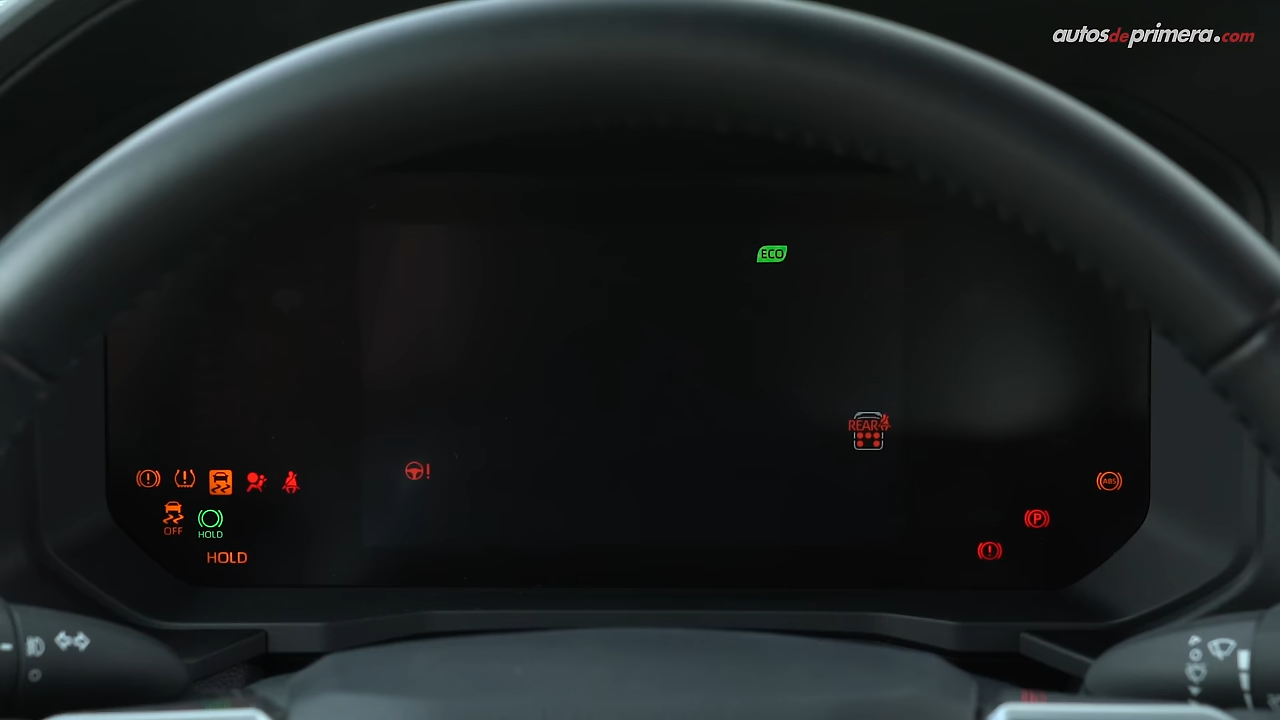 autosdeprimera.com
ECO
REAR
ABS
OFF
HOLD
P
HOLD